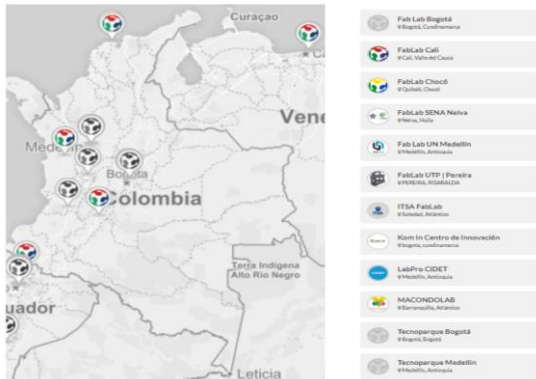 Curaçao
Vene
Med
Bogota
Colombia
Terra Indígena
Alto Rio Negro
uador
Leticia
Fab Lab Bogotá
Bogotá, Cundinamarca
FabLab Cali
Cali, Valle del Cauca
FabLab Chocó
Quibdó, Chocó
FabLab SENA Neiva
Neiva, Huila
Fab Lab UN Medellín
Medellín, Antioquia
FabLab UTP | Pereira
PEREIRA, RISARALDA
ITSA FabLab
Soledad, Atlántico
Kom In Centro de Innovación
bogota, cundinamarca
LabPro CIDET
Medellín, Antioquia
MACONDOLAB
Barranquilla, Atlántico
Tecnoparque Bogotá
Bogotá, Bogotá
Tecnoparque Medellín
Medellín, Antioquia